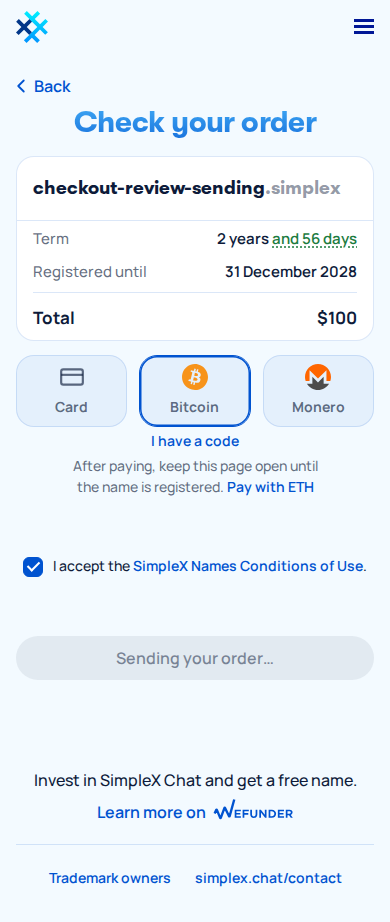 Back
Check your order
checkout-review-sending.simplex
Term 2 years and 56 days
Registered until 31 December 2028
Total $100
Card Bitcoin Monero
I have a code
After paying, keep this page open until
the name is registered. Pay with ETH
I accept the SimpleX Names Conditions of Use.
Sending your order...
Invest in SimpleX Chat and get a free name.
Learn more on WEFUNDER
Trademark owners simplex.chat/contact